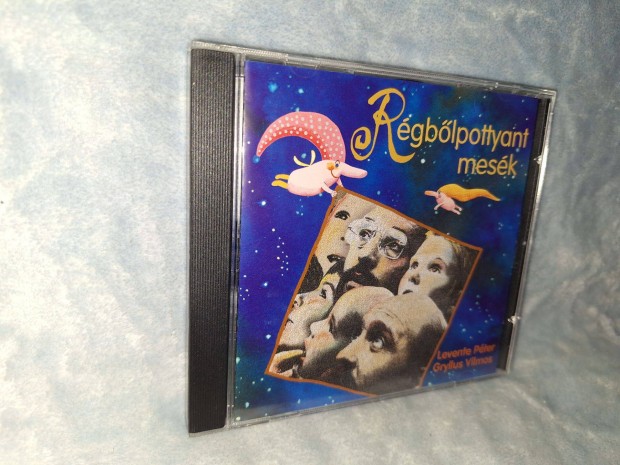 Régbőlpottyant
mesék
Levente Péter
Gryllus Vilmos